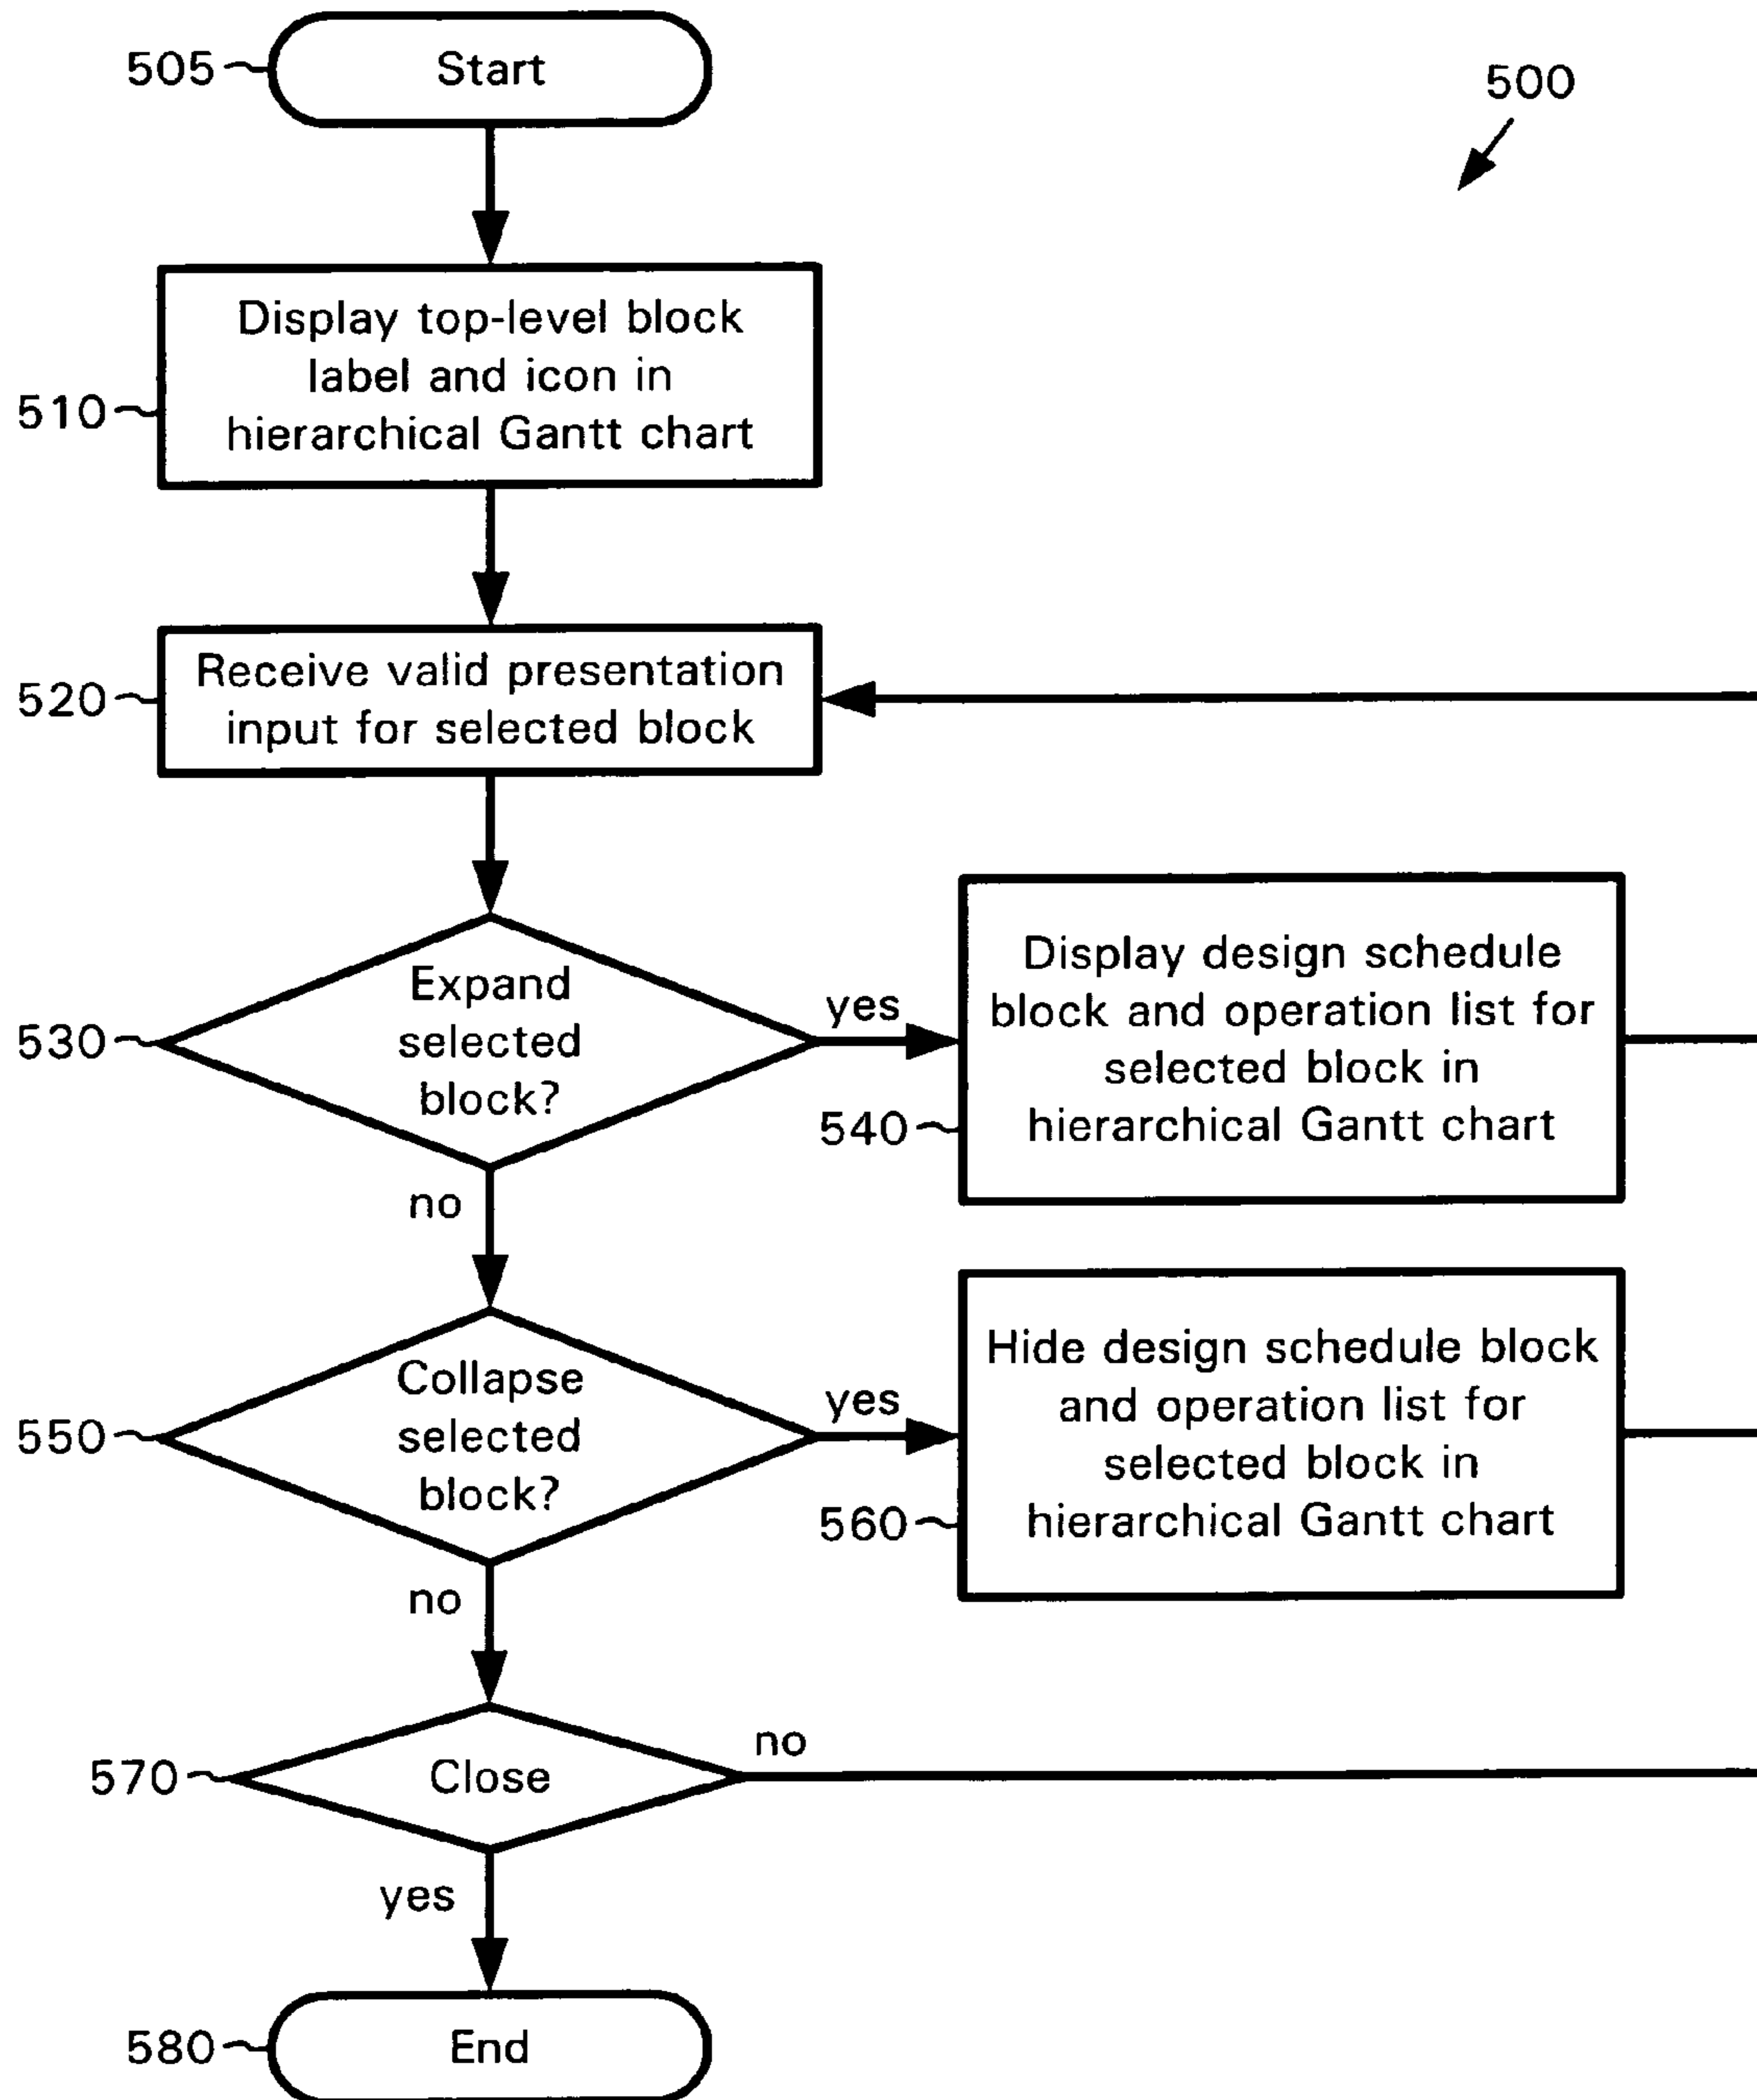 505
Start
500
Display top-level block
label and icon in
hierarchical Gantt chart
510
Receive valid presentation
input for selected block
520
Expand
selected
block?
530
yes
Display design schedule
block and operation list for
selected block in
hierarchical Gantt chart
540
no
Collapse
selected
block?
550
yes
Hide design schedule block
and operation list for
selected block in
hierarchical Gantt chart
560
no
Close
570
no
yes
End
580